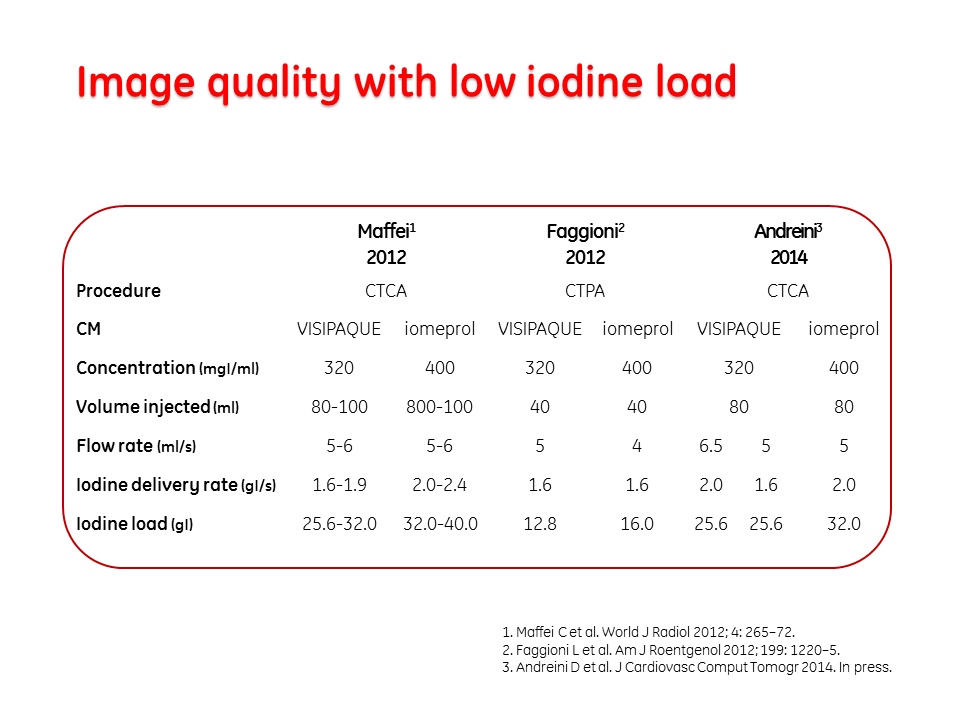 Image quality with low iodine load
Maffei¹ Faggioni² Andreini³
2012 2012 2014
Procedure CTCA CTPA CTCA
CM VISIPAQUE iomeprol VISIPAQUE iomeprol VISIPAQUE iomeprol
Concentration (mgI/ml) 320 400 320 400 320 400
Volume injected (ml) 80-100 800-100 40 40 80 80
Flow rate (ml/s) 5-6 5-6 5 4 6.5 5 5
Iodine delivery rate (gI/s) 1.6-1.9 2.0-2.4 1.6 1.6 2.0 1.6 2.0
Iodine load (gI) 25.6-32.0 32.0-40.0 12.8 16.0 25.6 25.6 32.0
1. Maffei C et al. World J Radiol 2012; 4: 265–72.
2. Faggioni L et al. Am J Roentgenol 2012; 199: 1220–5.
3. Andreini D et al. J Cardiovasc Comput Tomogr 2014. In press.